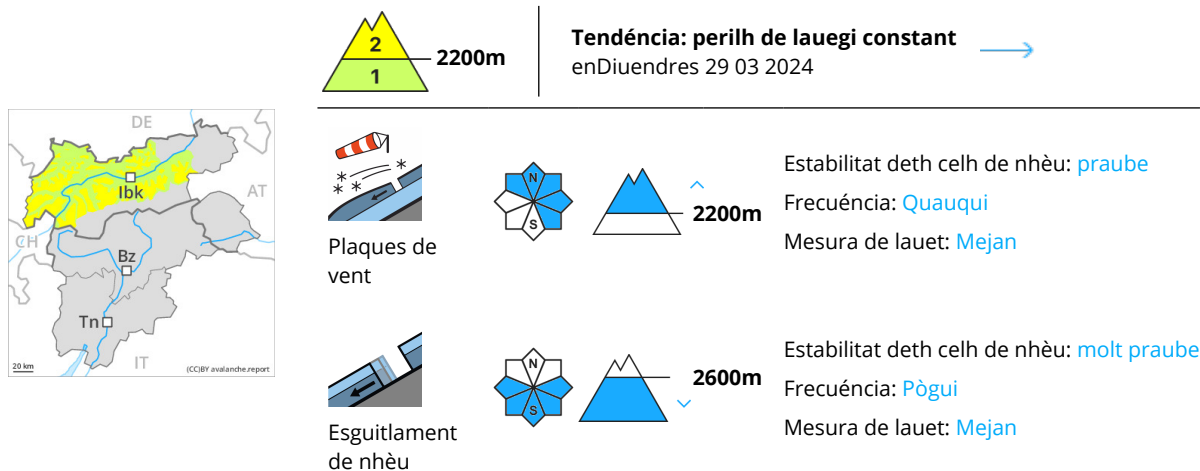 2
1
2200m
Tendéncia: perilh de lauegi constant
enDiuendres 29 03 2024
DE
AT
CH
IT
Ibk
Bz
Tn
20 km
(CC)BY avalanche.report
Plaques de
vent
N
S
2200m
Estabilitat deth celh de nhèu: praube
Frecuéncia: Quauqui
Mesura de lauet: Mejan
Esguitlament
de nhèu
N
S
2600m
Estabilitat deth celh de nhèu: molt praube
Frecuéncia: Pògui
Mesura de lauet: Mejan